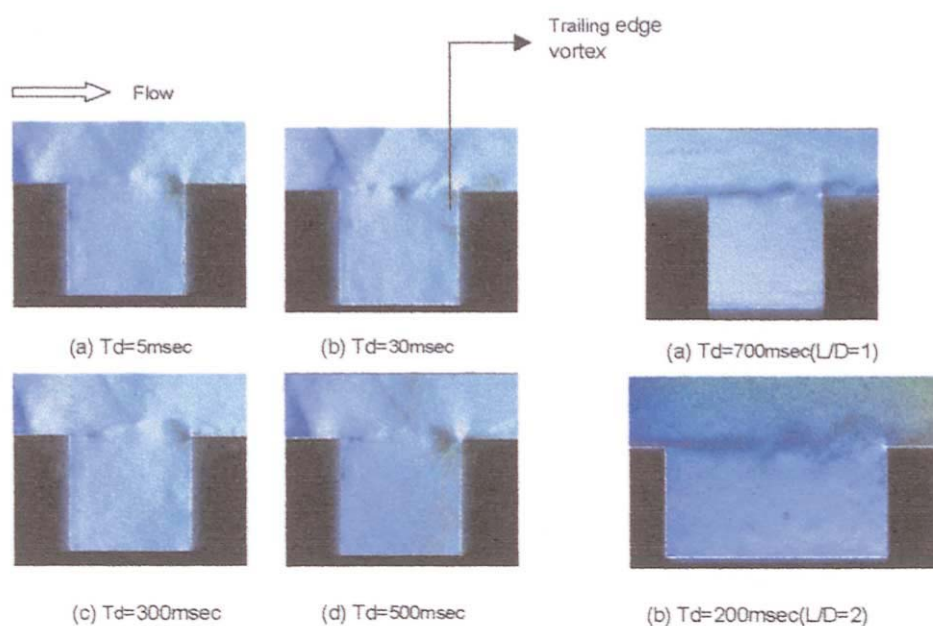 Trailing edge
vortex
Flow
(a) Td=5msec
(b) Td=30msec
(a) Td=700msec(L/D=1)
(c) Td=300msec
(d) Td=500msec
(b) Td=200msec(L/D=2)